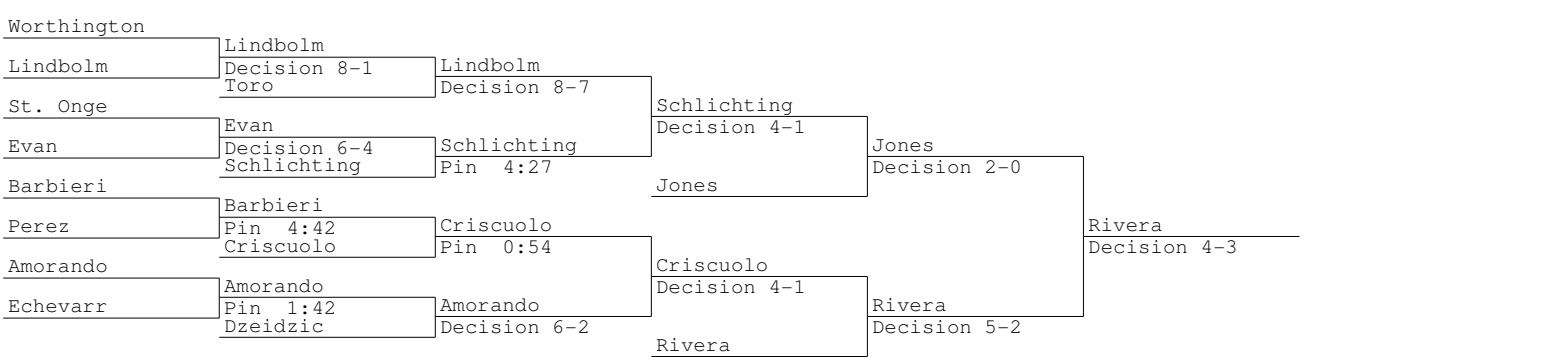 Worthington
Lindbolm
Lindbolm
Decision 8-1
Toro
Lindbolm
Decision 8-7
St. Onge
Evan
Evan
Decision 6-4
Schlichting
Schlichting
Pin 4:27
Schlichting
Decision 4-1
Jones
Jones
Decision 2-0
Barbieri
Perez
Barbieri
Pin 4:42
Criscuolo
Criscuolo
Pin 0:54
Amorando
Echevarr
Amorando
Pin 1:42
Dzeidzic
Amorando
Decision 6-2
Criscuolo
Decision 4-1
Rivera
Rivera
Decision 5-2
Rivera
Decision 4-3